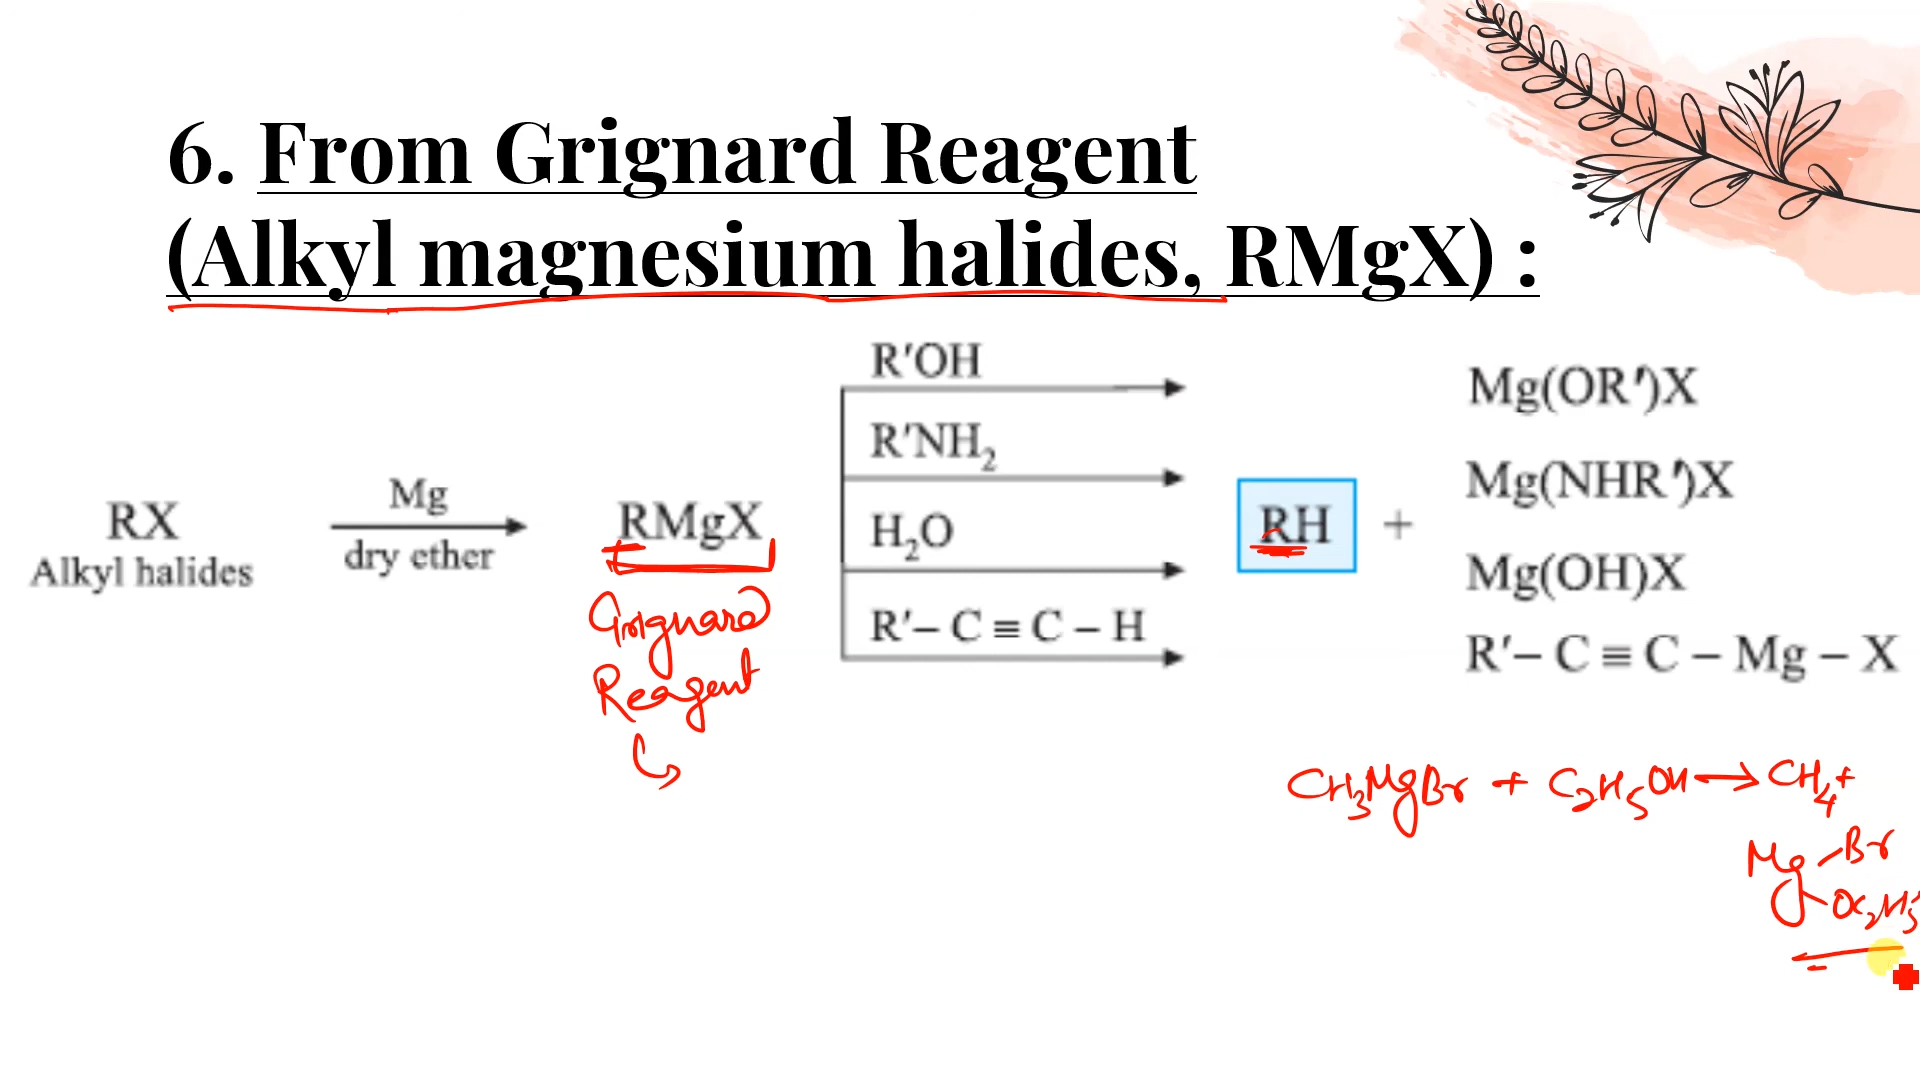 6. From Grignard Reagent
(Alkyl magnesium halides, RMgX) :
RX
Alkyl halides
Mg
dry ether
RMgX
Grignard
Reagent
R′OH
R′NH₂
H₂O
R′– C ≡ C – H
RH +
Mg(OR′)X
Mg(NHR′)X
Mg(OH)X
R′– C ≡ C – Mg – X
CH₃MgBr + C₂H₅OH → CH₄ +
Mg – Br
OC₂H₅